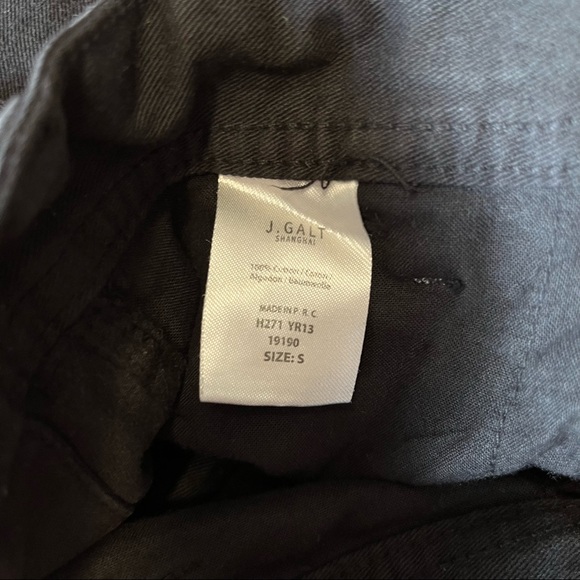 J.GALT
SHANGHAI
100% Cotton / Coton /
Algodon / Baumwolle
MADE IN P. R. C.
H271 YR13
19190
SIZE: S